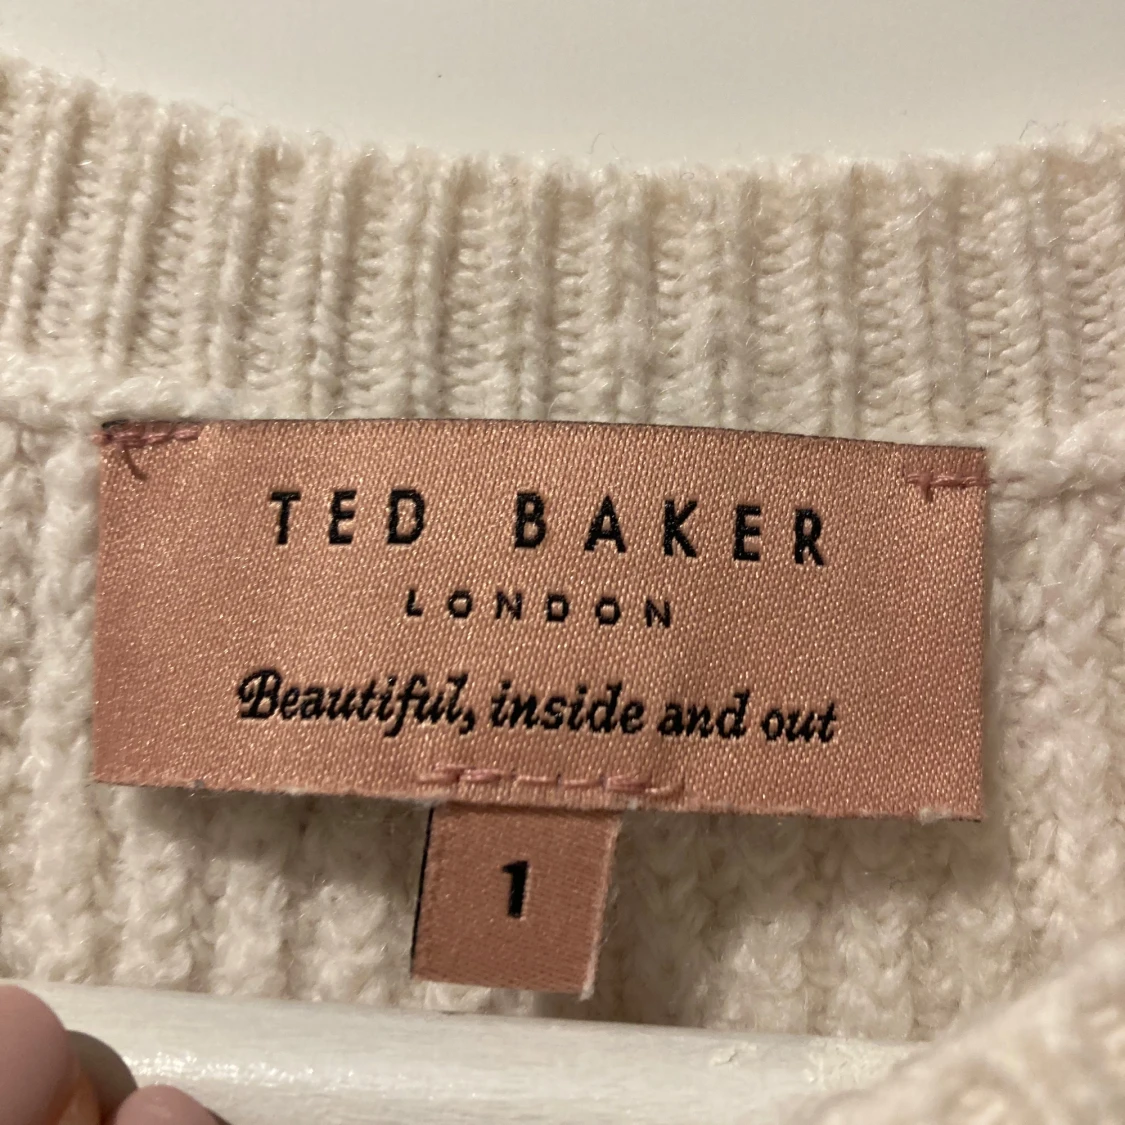 TED BAKER
LONDON
Beautiful, inside and out
1